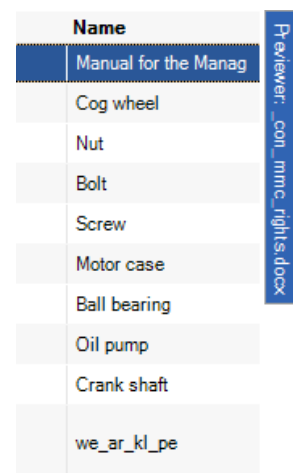 Name
Manual for the Manag
Cog wheel
Nut
Bolt
Screw
Motor case
Ball bearing
Oil pump
Crank shaft
we_ar_kl_pe
Previewer: _con_mmc_rights.docx